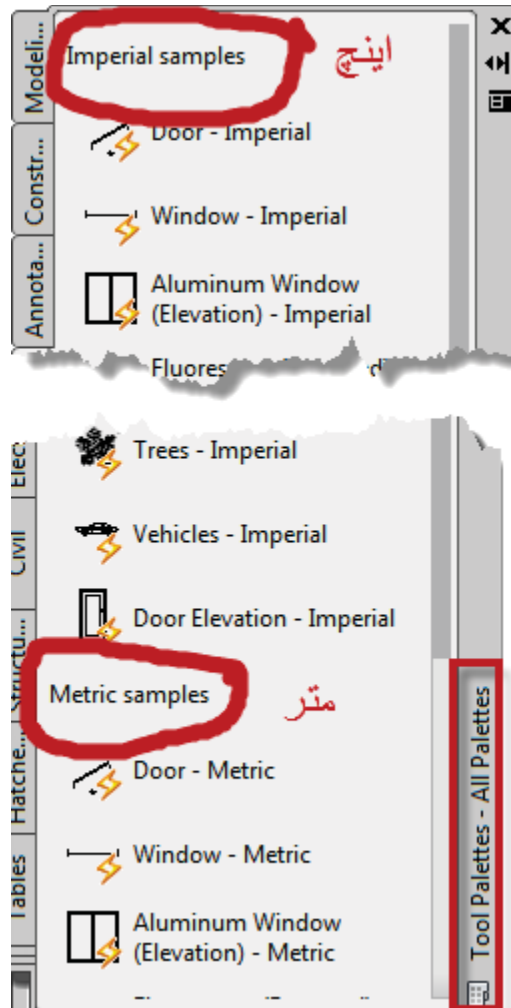 Modeli...
Constr...
Annota...
Imperial samples
اینچ
Door - Imperial
Window - Imperial
Aluminum Window
(Elevation) - Imperial
Fluores
Elec.
Civil
Structu...
Hatche...
Tables
Trees - Imperial
Vehicles - Imperial
Door Elevation - Imperial
Metric samples
متر
Door - Metric
Window - Metric
Aluminum Window
(Elevation) - Metric
Tool Palettes - All Palettes